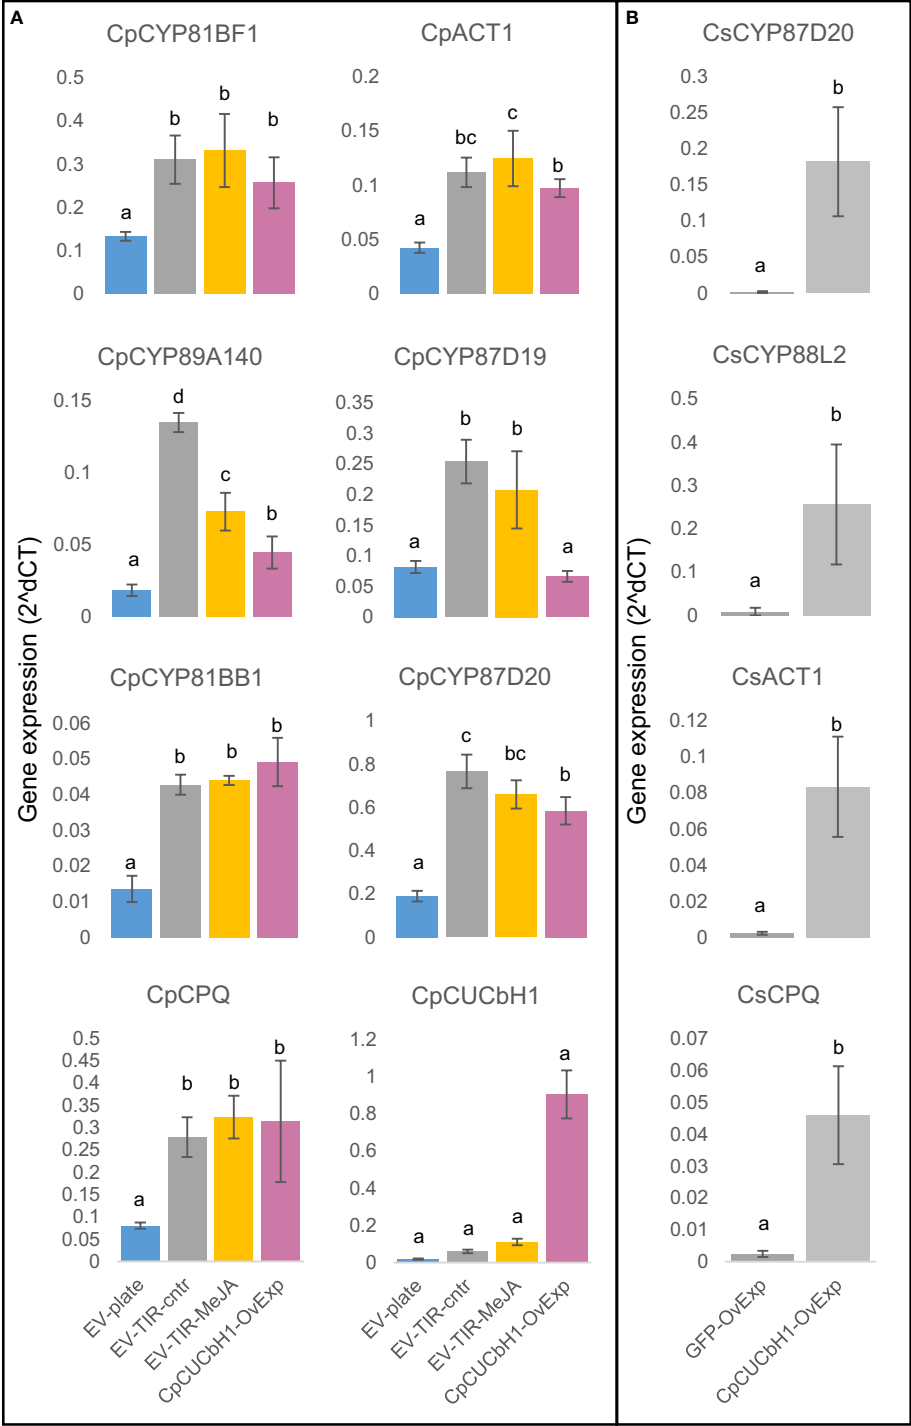 A
CpCYP81BF1
0.5
0.4
0.3
0.2
0.1
0
a
b
b
b
CpACT1
0.2
0.15
0.1
0.05
0
a
bc
c
b
CpCYP89A140
0.15
0.1
0.05
0
a
d
c
b
CpCYP87D19
0.35
0.3
0.25
0.2
0.15
0.1
0.05
0
a
b
b
a
Gene expression (2^dCT)
CpCYP81BB1
0.06
0.05
0.04
0.03
0.02
0.01
0
a
b
b
b
CpCYP87D20
1
0.8
0.6
0.4
0.2
0
a
c
bc
b
CpCPQ
0.5
0.45
0.4
0.35
0.3
0.25
0.2
0.15
0.1
0.05
0
a
b
b
b
EV-plate
EV-TIR-cntr
EV-TIR-MeJA
CpCUCbH1-OvExp
CpCUCbH1
1.2
1
0.8
0.6
0.4
0.2
0
a
a
a
a
EV-plate
EV-TIR-cntr
EV-TIR-MeJA
CpCUCbH1-OvExp
B
CsCYP87D20
0.3
0.25
0.2
0.15
0.1
0.05
0
a
b
CsCYP88L2
0.5
0.4
0.3
0.2
0.1
0
a
b
Gene expression (2^dCT)
CsACT1
0.12
0.1
0.08
0.06
0.04
0.02
0
a
b
CsCPQ
0.07
0.06
0.05
0.04
0.03
0.02
0.01
0
a
b
GFP-OvExp
CpCUCbH1-OvExp